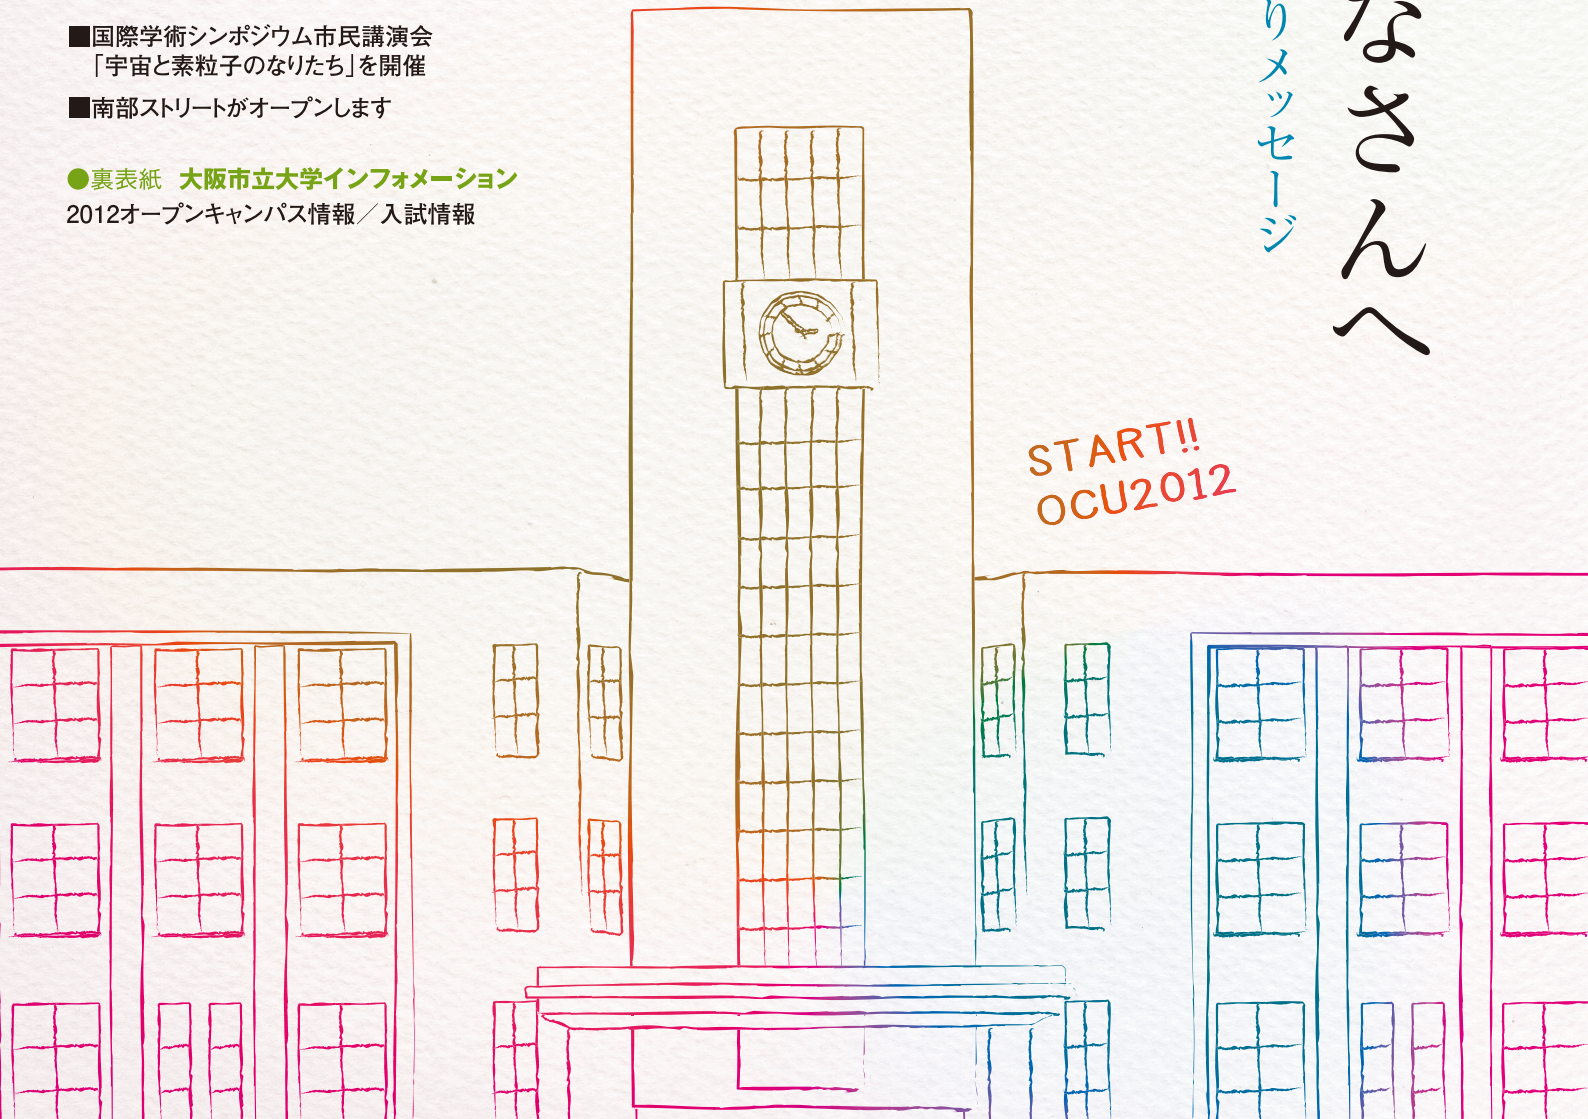 ■国際学術シンポジウム市民講演会
「宇宙と素粒子のなりたち」を開催
■南部ストリートがオープンします
●裏表紙 大阪市立大学インフォメーション
2012オープンキャンパス情報／入試情報
なさんへ
りメッセージ
START!!
OCU2012